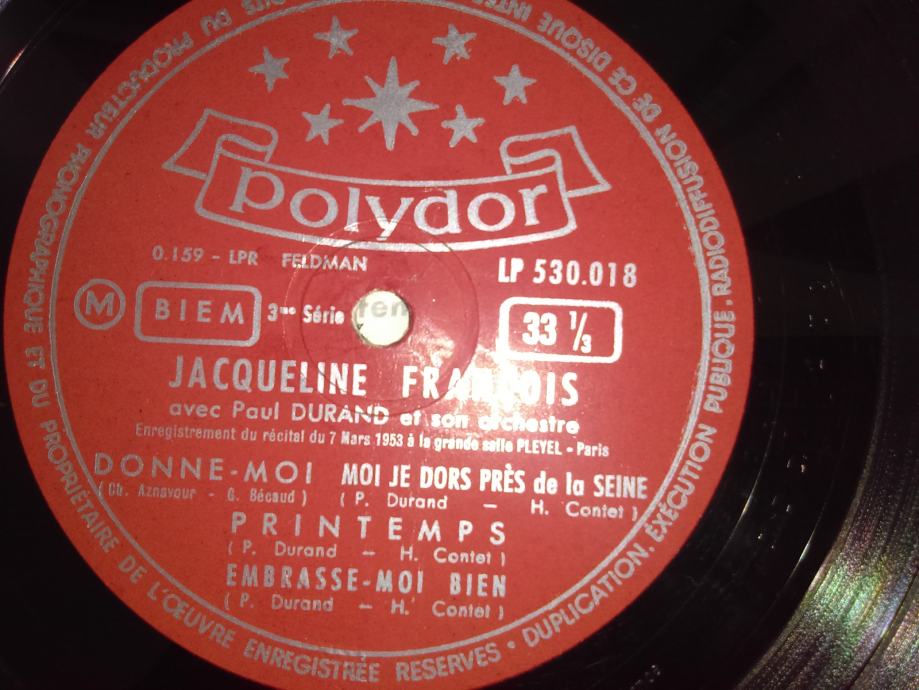 polydor
0.159 - LPR FELDMAN
LP 530.018
M
BIEM
3me Série
33 1/3
JACQUELINE FRANÇOIS
avec Paul DURAND et son orchestre
Enregistrement du récital du 7 Mars 1953 à la grande salle PLEYEL - Paris
DONNE-MOI MOI JE DORS PRÈS de la SEINE
(Ch. Aznavour - G. Bécaud) (P. Durand - H. Contet)
PRINTEMPS
(P. Durand - H. Contet)
EMBRASSE-MOI BIEN
(P. Durand - H. Contet)
DU PRODUCTEUR PHONOGRAPHIQUE ET DU PROPRIÉTAIRE DE L'ŒUVRE ENREGISTRÉE RESERVES • DUPLICATION. EXÉCUTION PUBLIQUE. RADIODIFFUSION DE CE DISQUE